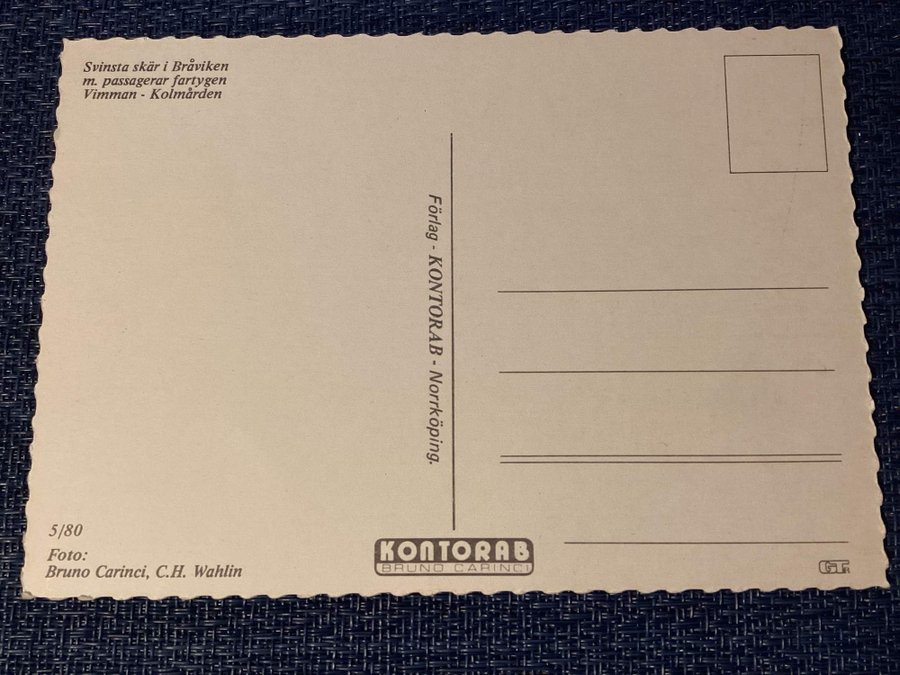 Svinsta skär i Bråviken
m. passagerar fartygen
Vimman - Kolmården
Förlag - KONTORAB - Norrköping.
5/80
Foto:
Bruno Carinci, C.H. Wahlin
KONTORAB
BRUNO CARINCI